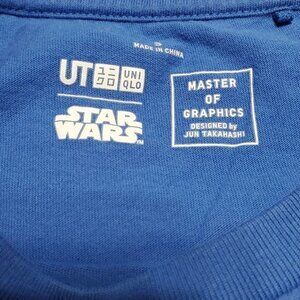 S
MADE IN CHINA
UT ユニクロ UNIQLO
STAR
WARS
MASTER
OF
GRAPHICS
DESIGNED by
JUN TAKAHASHI